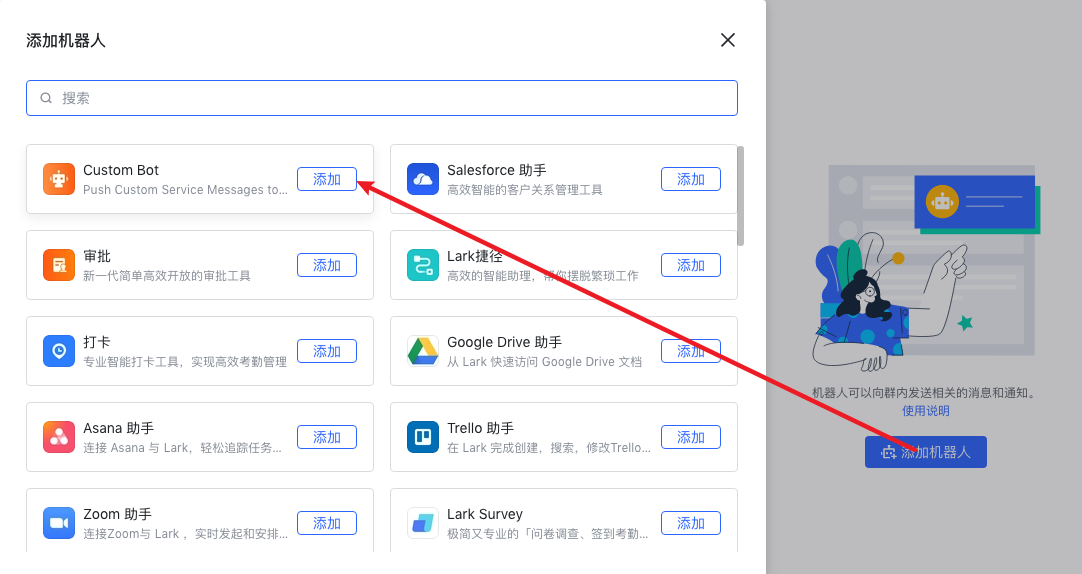 添加机器人
搜索
Custom Bot
Push Custom Service Messages to...
添加
Salesforce 助手
高效智能的客户关系管理工具
添加
审批
新一代简单高效开放的审批工具
添加
Lark捷径
高效的智能助理，帮你摆脱繁琐工作
添加
打卡
专业智能打卡工具，实现高效考勤管理
添加
Google Drive 助手
从 Lark 快速访问 Google Drive 文档
添加
Asana 助手
连接 Asana 与 Lark，轻松追踪任务...
添加
Trello 助手
在 Lark 完成创建，搜索，修改Trello...
添加
Zoom 助手
连接Zoom与 Lark ，实时发起和安排...
添加
Lark Survey
极简又专业的「问卷调查、签到考勤...
添加
机器人可以向群内发送相关的消息和通知。
使用说明
添加机器人